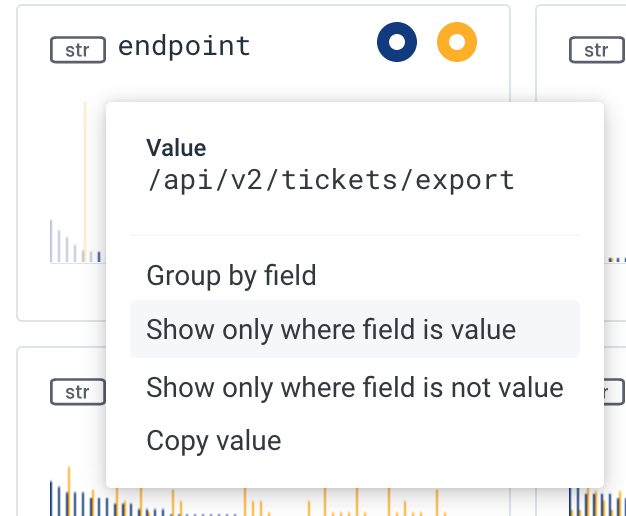 str endpoint
str
Value
/api/v2/tickets/export
Group by field
Show only where field is value
Show only where field is not value
Copy value
str